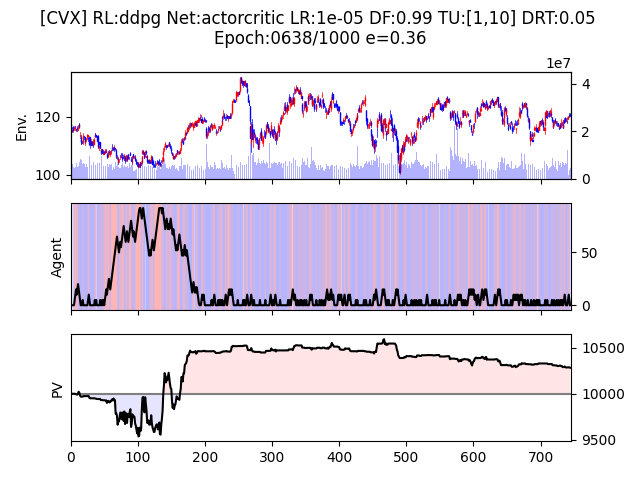 [CVX] RL:ddpg Net:actorcritic LR:1e-05 DF:0.99 TU:[1,10] DRT:0.05
Epoch:0638/1000 e=0.36
1e7
Env.
120
100
4
2
0
Agent
50
0
PV
10500
10000
9500
0 100 200 300 400 500 600 700